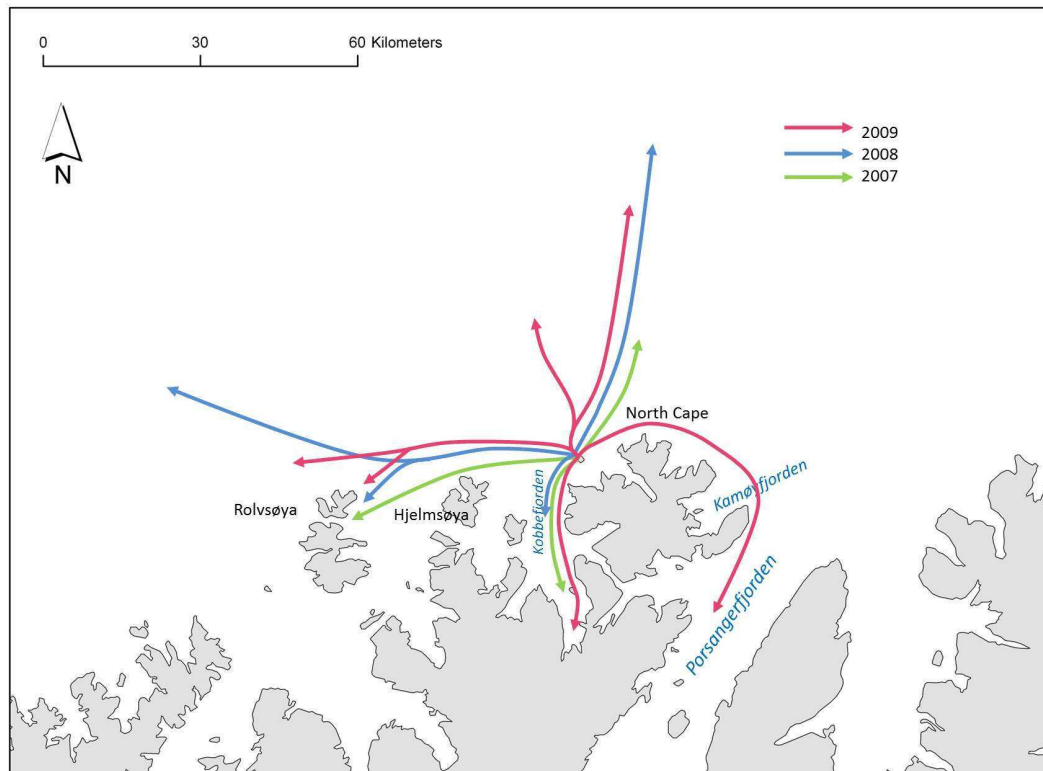 0 30 60 Kilometers
N
2009
2008
2007
North Cape
Kamøyfjorden
Kobbefjorden
Rolvsøya
Hjelmsøya
Porsangerfjorden